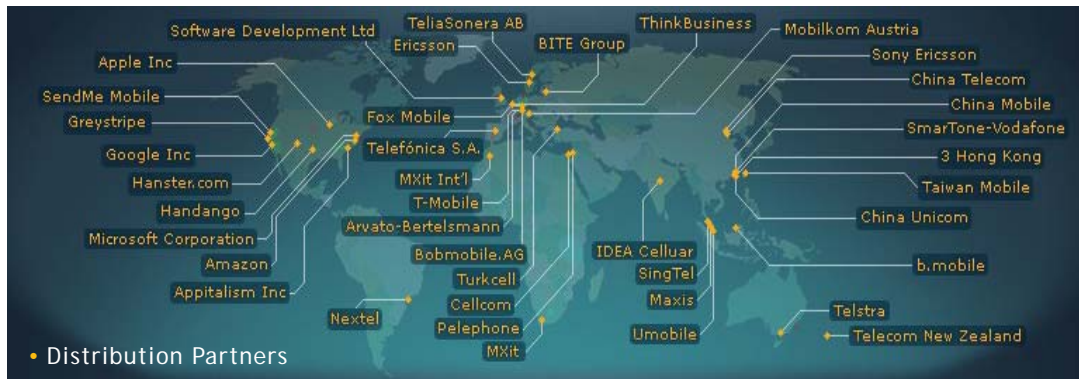 TeliaSonera AB
ThinkBusiness
Software Development Ltd
Mobilkom Austria
Ericsson
BITE Group
Sony Ericsson
Apple Inc
China Telecom
SendMe Mobile
China Mobile
Greystripe
Fox Mobile
SmarTone-Vodafone
Google Inc
Telefónica S.A.
3 Hong Kong
Hanster.com
MXit Int'l
Taiwan Mobile
Handango
T-Mobile
China Unicom
Microsoft Corporation
Arvato-Bertelsmann
Amazon
Bobmobile.AG
IDEA Celluar
b.mobile
Appitalism Inc
Turkcell
SingTel
Nextel
Cellcom
Maxis
Telstra
Pelephone
Umobile
Telecom New Zealand
MXit
• Distribution Partners